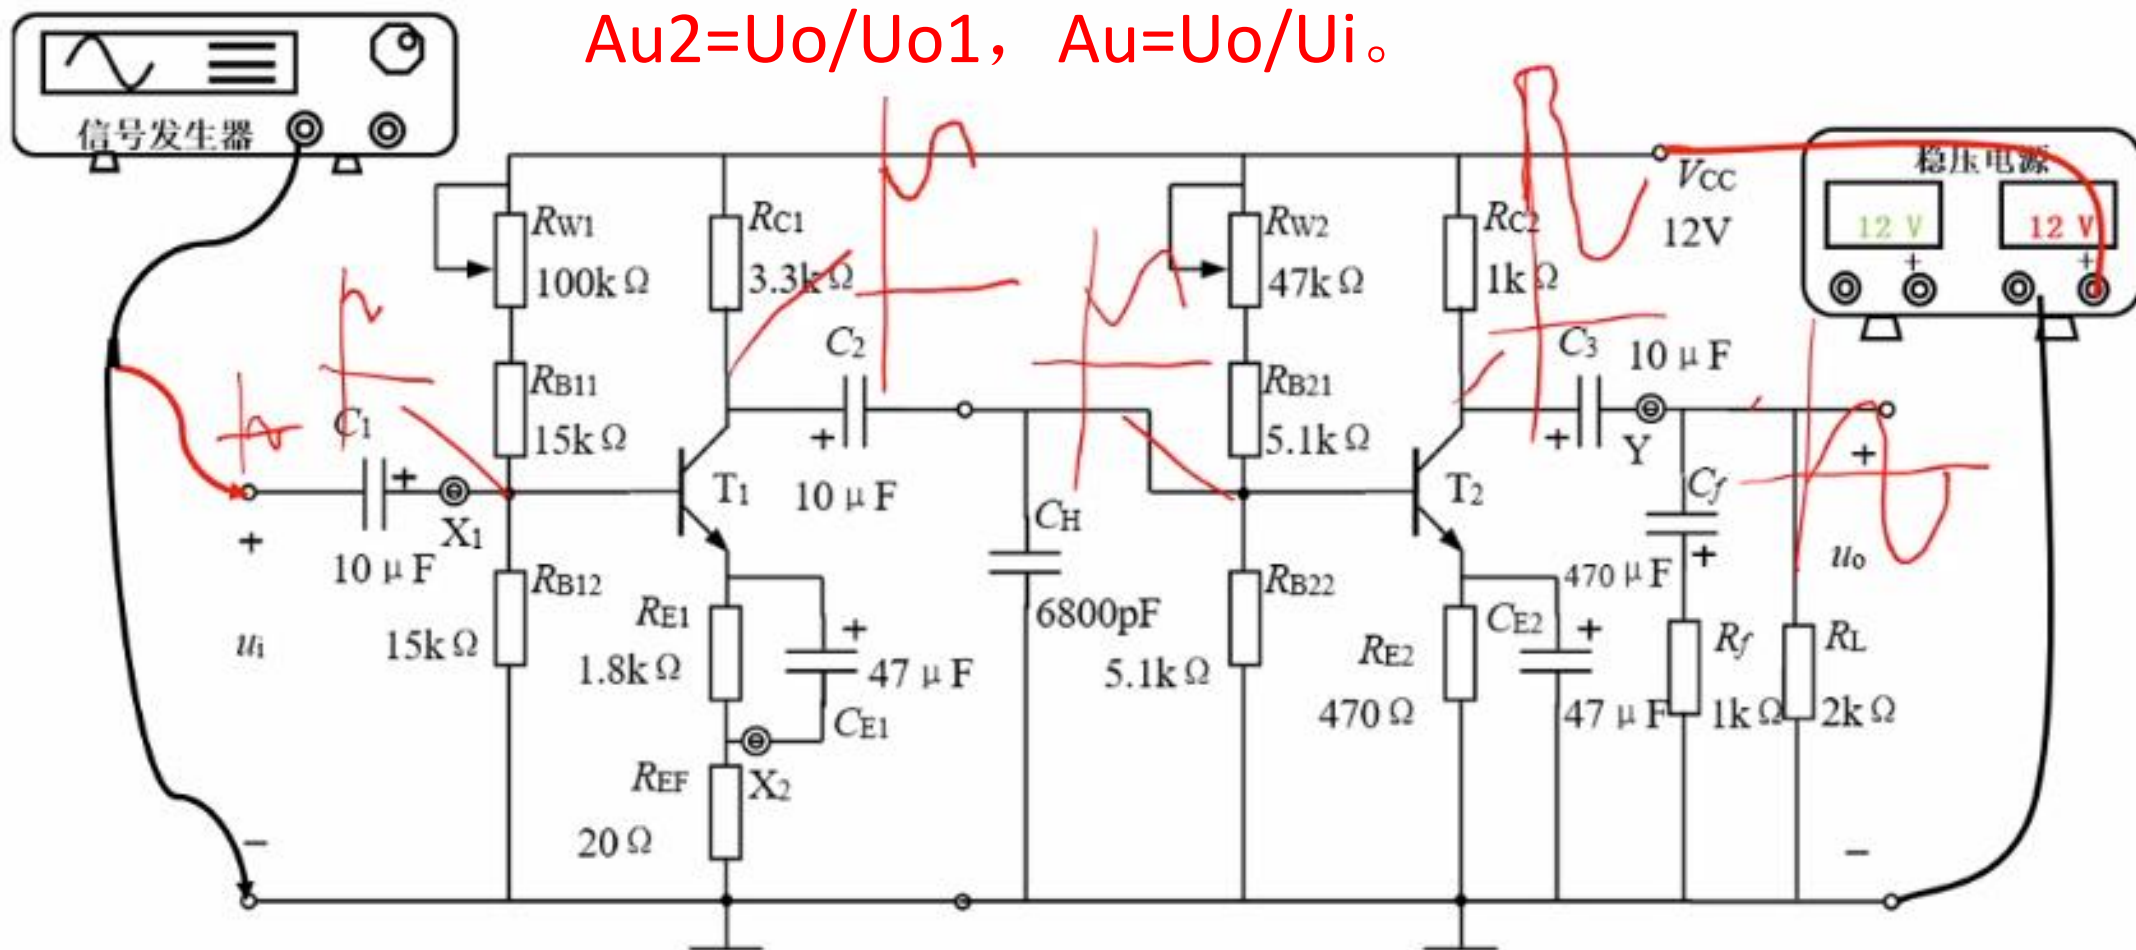 Au2=Uo/Uo1，Au=Uo/Ui。
信号发生器
稳压电源
12 V
12 V
+
+
VCC
12V
RW1
100kΩ
RC1
3.3kΩ
RW2
47kΩ
RC2
1kΩ
C2
+
10μF
C3
10μF
+
Y
RB11
15kΩ
RB21
5.1kΩ
C1
+
10μF
X1
T1
T2
CH
6800pF
Cf
+
470μF
+
ui
−
+
uo
−
RB12
15kΩ
RE1
1.8kΩ
+
47μF
CE1
RB22
5.1kΩ
RE2
470Ω
CE2
+
47μF
Rf
1kΩ
RL
2kΩ
REF
20Ω
X2